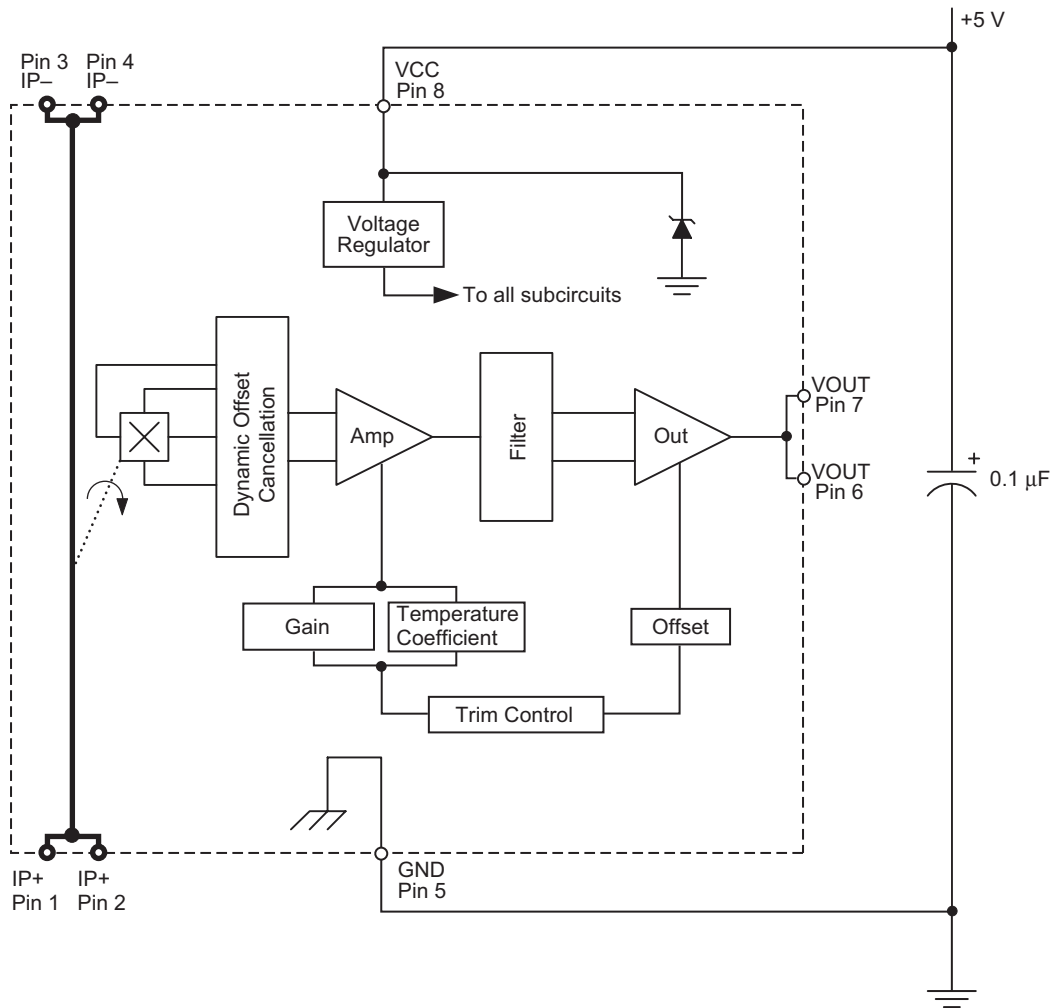 +5 V
Pin 3 Pin 4
IP– IP–
VCC
Pin 8
Voltage
Regulator
To all subcircuits
Dynamic Offset
Cancellation
Amp
Filter
Out
VOUT
Pin 7
VOUT
Pin 6
+
0.1 μF
Gain
Temperature
Coefficient
Offset
Trim Control
GND
Pin 5
IP+ IP+
Pin 1 Pin 2